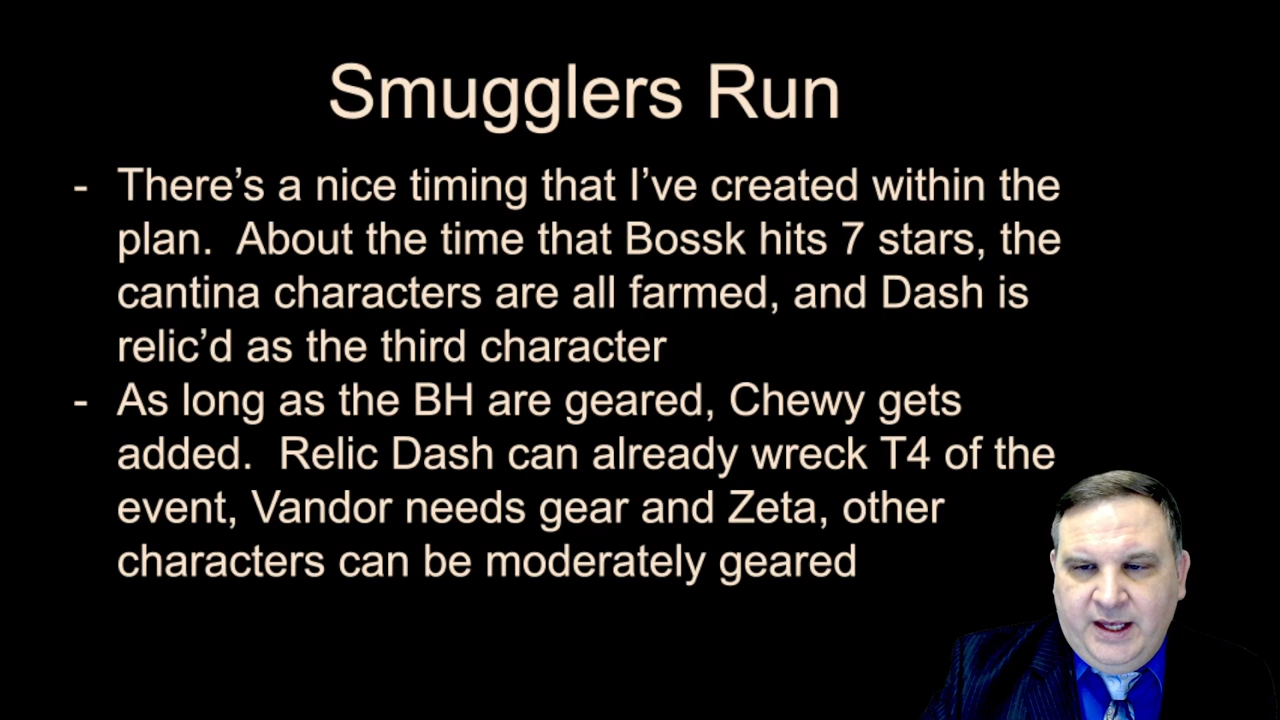 Smugglers Run
- There’s a nice timing that I’ve created within the
plan.  About the time that Bossk hits 7 stars, the
cantina characters are all farmed, and Dash is
relic’d as the third character
- As long as the BH are geared, Chewy gets
added.  Relic Dash can already wreck T4 of the
event, Vandor needs gear and Zeta, other
characters can be moderately geared